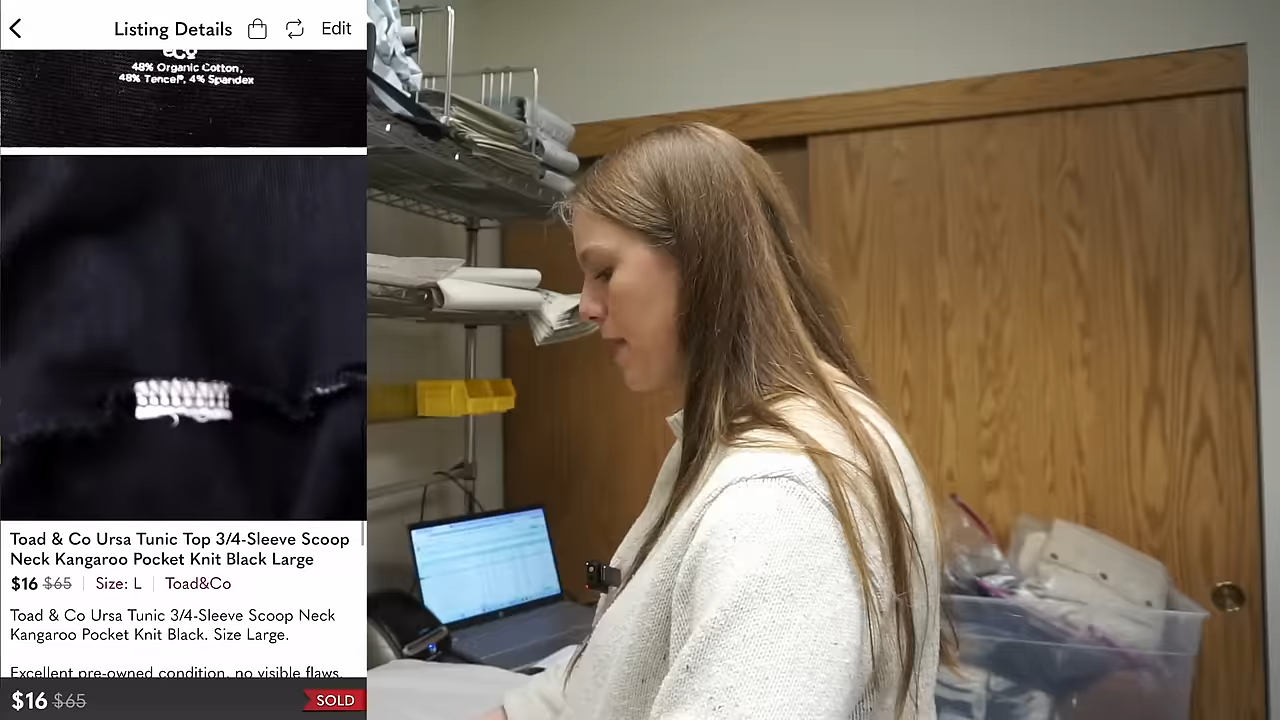 Listing Details
Edit
eco
48% Organic Cotton,
48% Tencel®, 4% Spandex
Toad & Co Ursa Tunic Top 3/4-Sleeve Scoop
Neck Kangaroo Pocket Knit Black Large
$16 $65 Size: L Toad&Co
Toad & Co Ursa Tunic 3/4-Sleeve Scoop Neck
Kangaroo Pocket Knit Black. Size Large.
Excellent pre-owned condition, no visible flaws.
$16 $65 SOLD